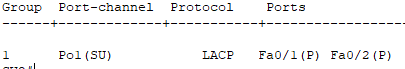 Group  Port-channel  Protocol    Ports
------+-------------+-----------+----------------------
1      Po1(SU)           LACP   Fa0/1(P) Fa0/2(P)